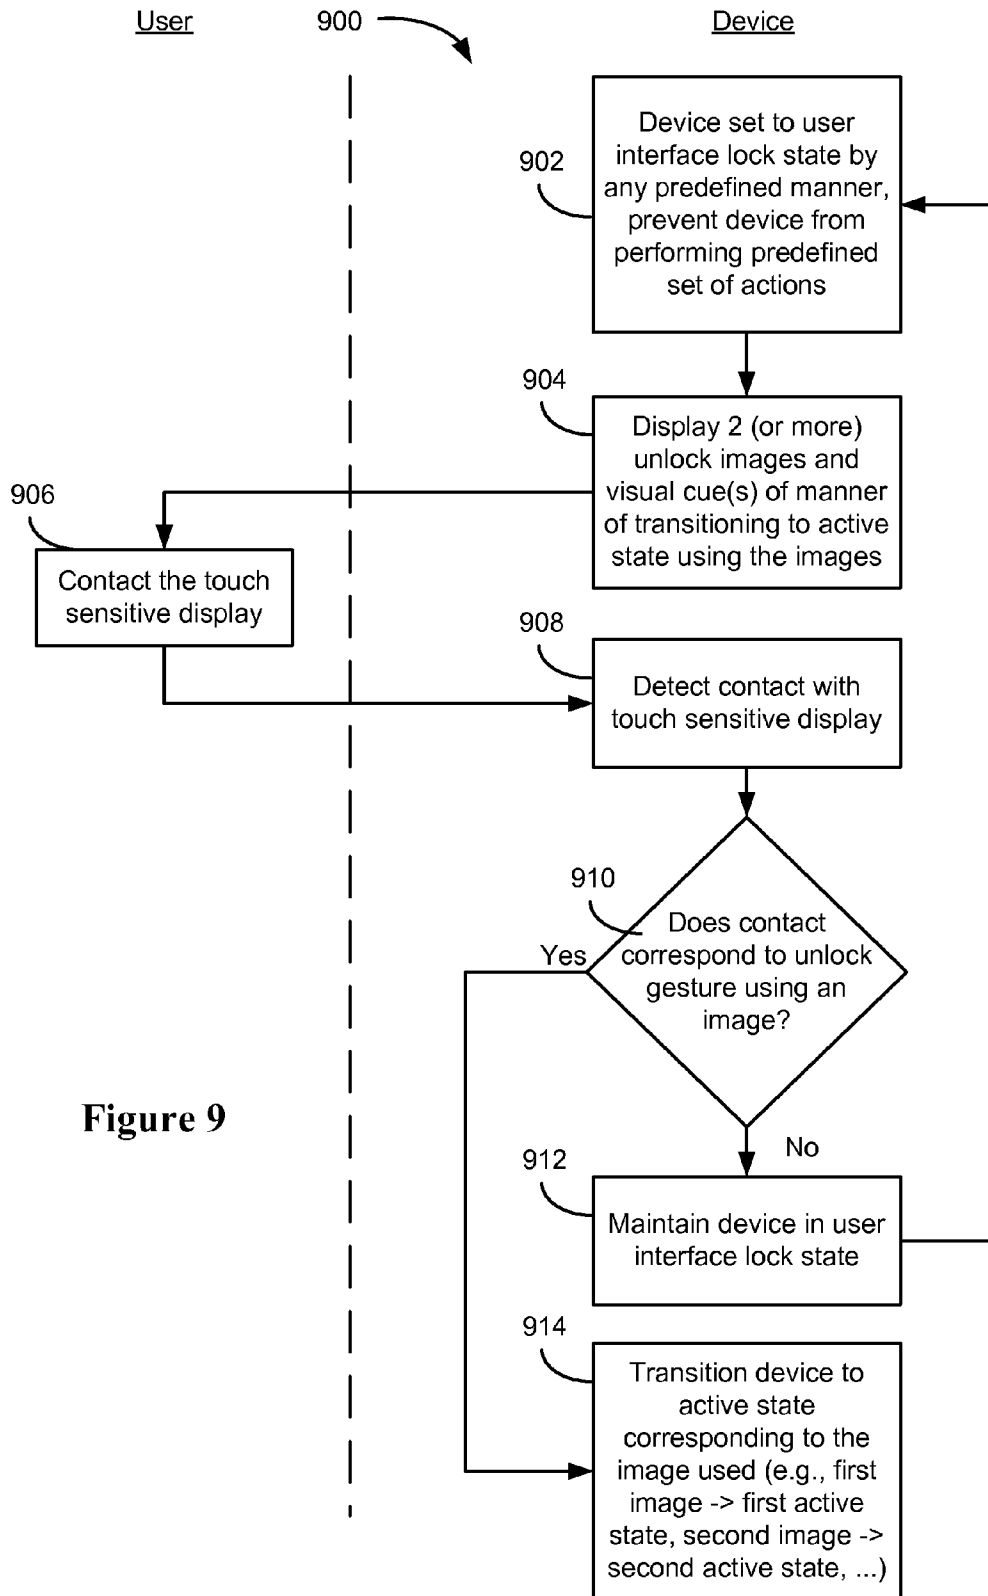 User
900
Device
902
Device set to user
interface lock state by
any predefined manner,
prevent device from
performing predefined
set of actions
904
Display 2 (or more)
unlock images and
visual cue(s) of manner
of transitioning to active
state using the images
906
Contact the touch
sensitive display
908
Detect contact with
touch sensitive display
910
Does contact
correspond to unlock
gesture using an
image?
Yes
No
Figure 9
912
Maintain device in user
interface lock state
914
Transition device to
active state
corresponding to the
image used (e.g., first
image -> first active
state, second image ->
second active state, ...)